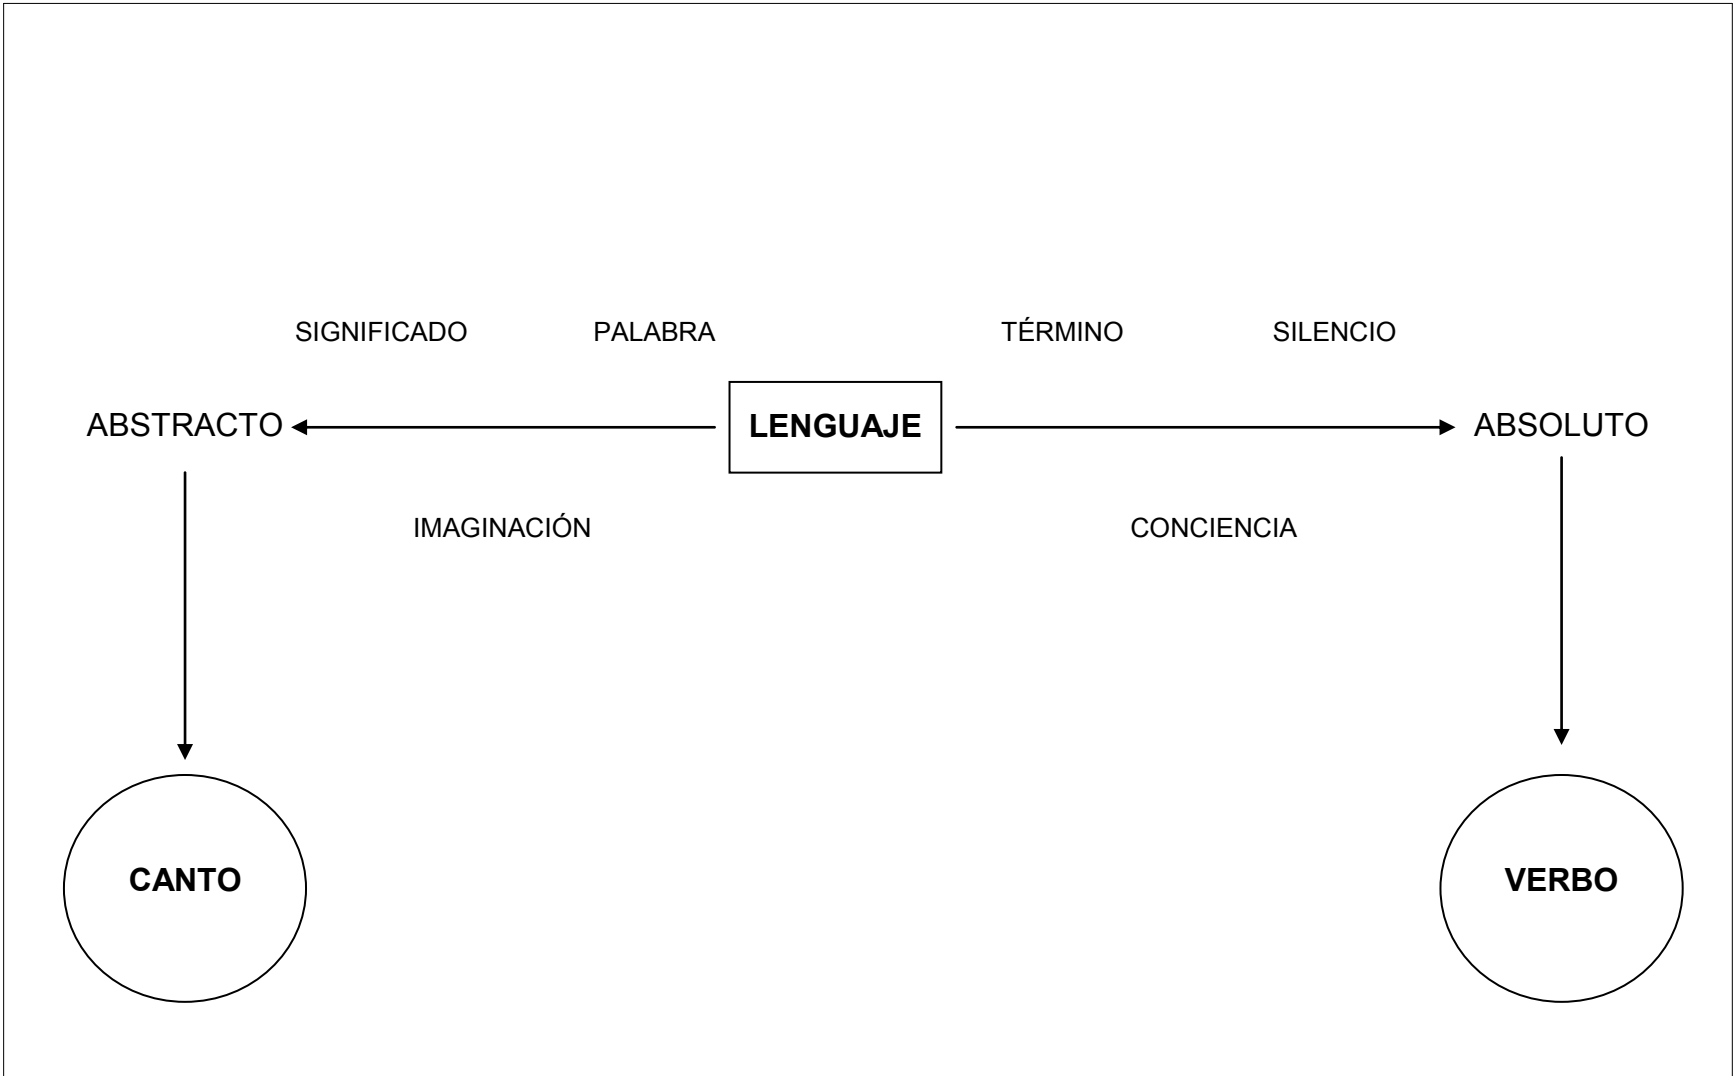 SIGNIFICADO PALABRA TÉRMINO SILENCIO
ABSTRACTO LENGUAJE ABSOLUTO
IMAGINACIÓN CONCIENCIA
CANTO VERBO